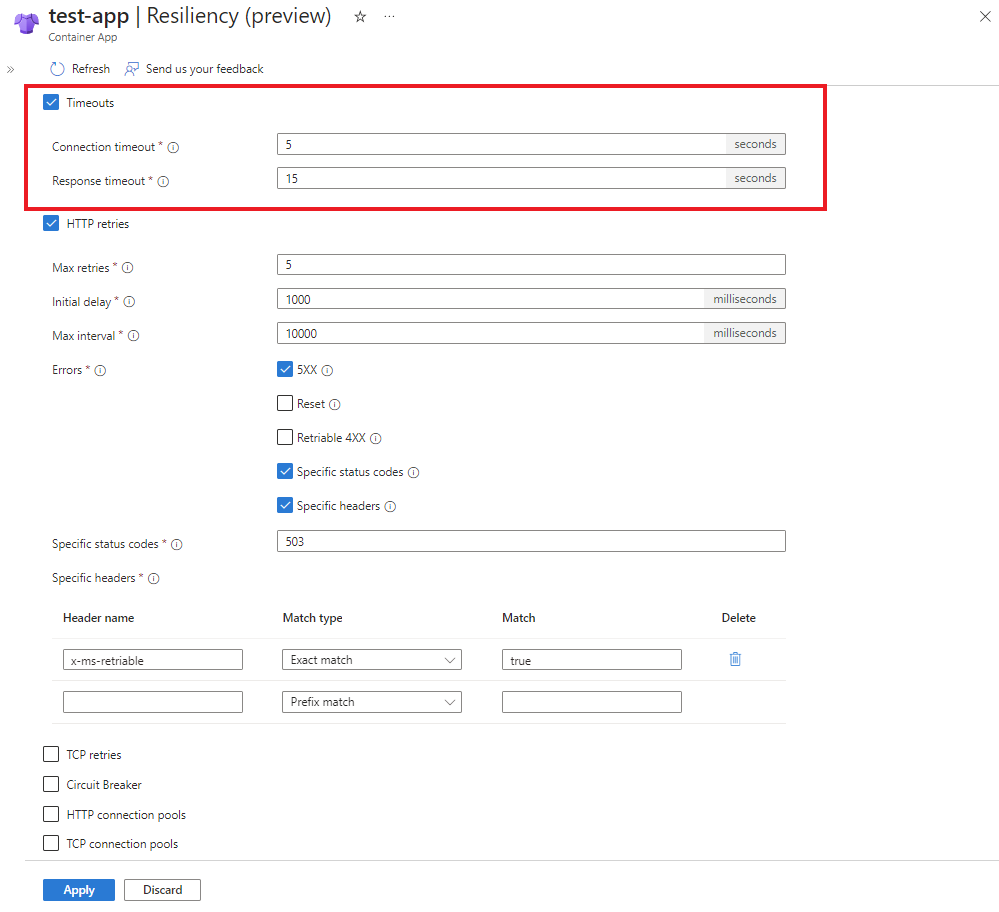 test-app | Resiliency (preview)
Container App
Refresh Send us your feedback
Timeouts
Connection timeout * 5 seconds
Response timeout * 15 seconds
HTTP retries
Max retries * 5
Initial delay * 1000 milliseconds
Max interval * 10000 milliseconds
Errors * 5XX
Reset
Retriable 4XX
Specific status codes
Specific headers
Specific status codes * 503
Specific headers *
Header name Match type Match Delete
x-ms-retriable Exact match true
Prefix match
TCP retries
Circuit Breaker
HTTP connection pools
TCP connection pools
Apply Discard